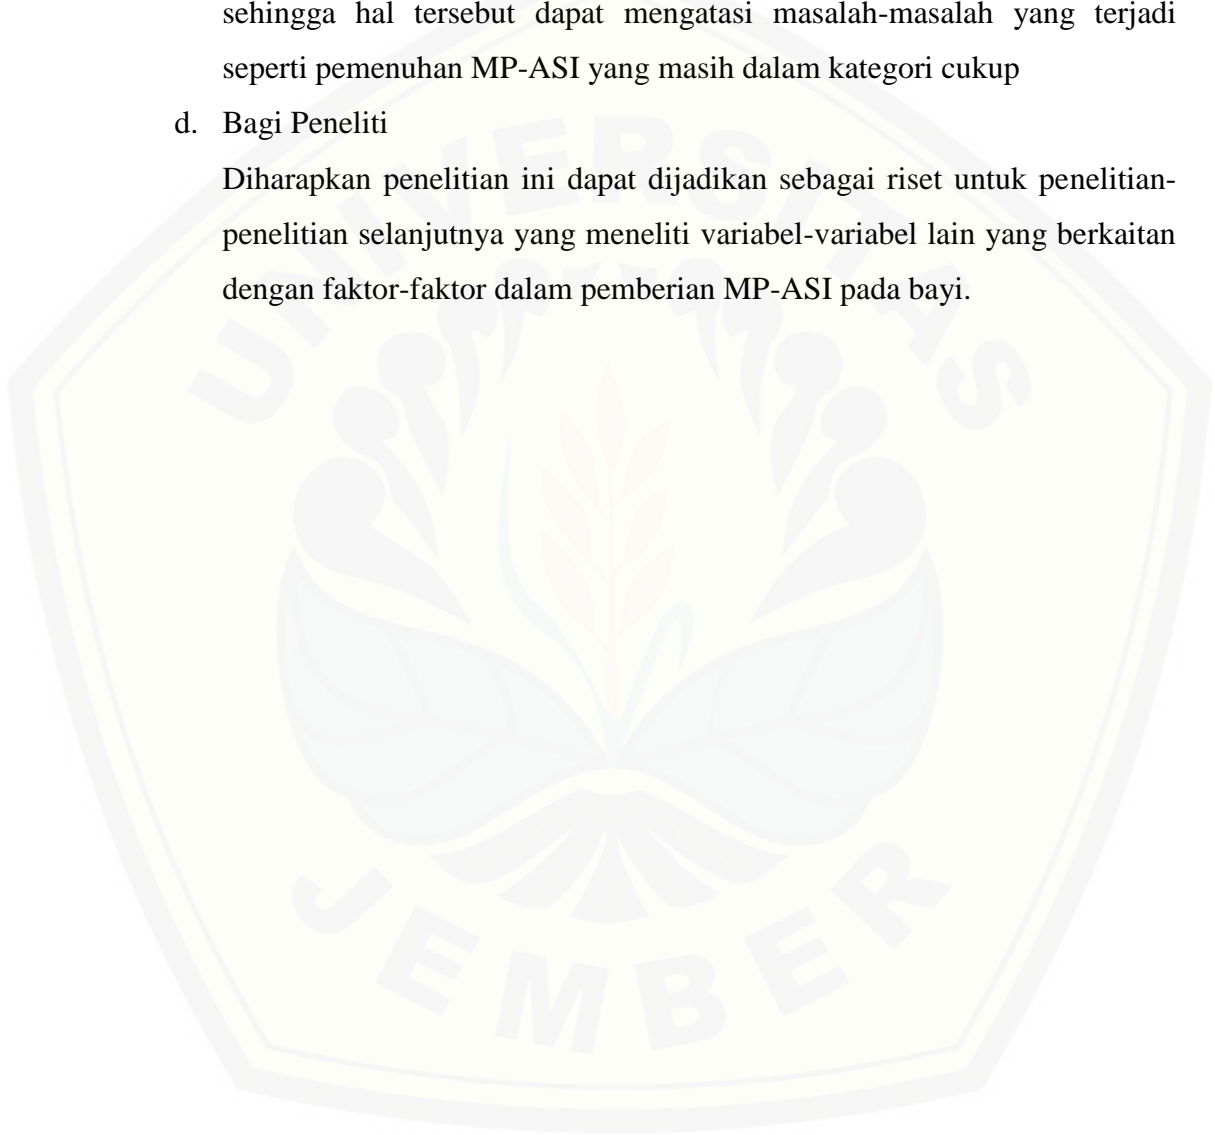 sehingga hal tersebut dapat mengatasi masalah-masalah yang terjadi
seperti pemenuhan MP-ASI yang masih dalam kategori cukup
d. Bagi Peneliti
Diharapkan penelitian ini dapat dijadikan sebagai riset untuk penelitian-
penelitian selanjutnya yang meneliti variabel-variabel lain yang berkaitan
dengan faktor-faktor dalam pemberian MP-ASI pada bayi.
UNIVERSITAS
JEMBER